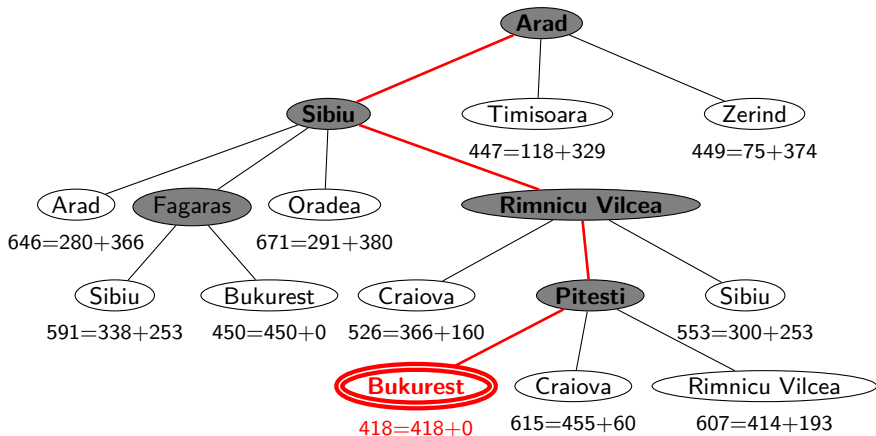 Arad
Sibiu Timisoara Zerind
447=118+329 449=75+374
Arad Fagaras Oradea Rimnicu Vilcea
646=280+366 671=291+380
Sibiu Bukurest Craiova Pitesti Sibiu
591=338+253 450=450+0 526=366+160 553=300+253
Bukurest Craiova Rimnicu Vilcea
418=418+0 615=455+60 607=414+193